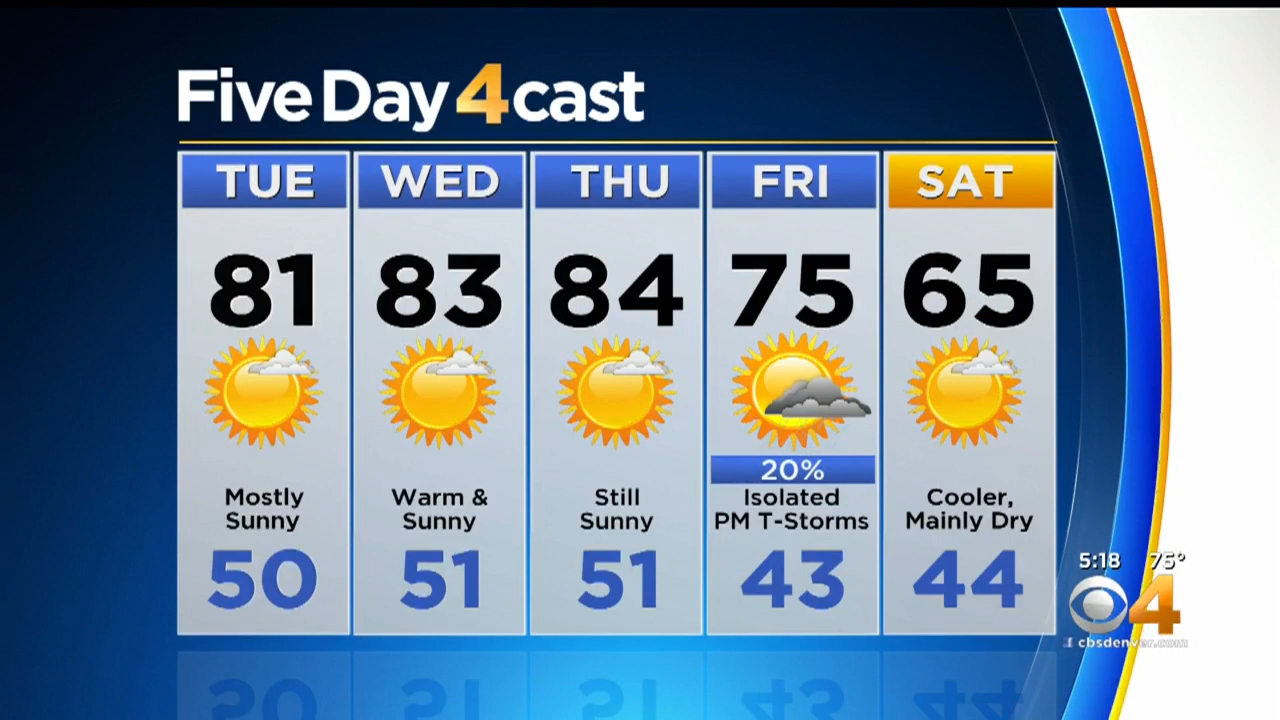 Five Day 4cast
TUE
81
Mostly
Sunny
50
WED
83
Warm &
Sunny
51
THU
84
Still
Sunny
51
FRI
75
20%
Isolated
PM T-Storms
43
SAT
65
Cooler,
Mainly Dry
44
5:18 75°
4
f cbsdenver.com